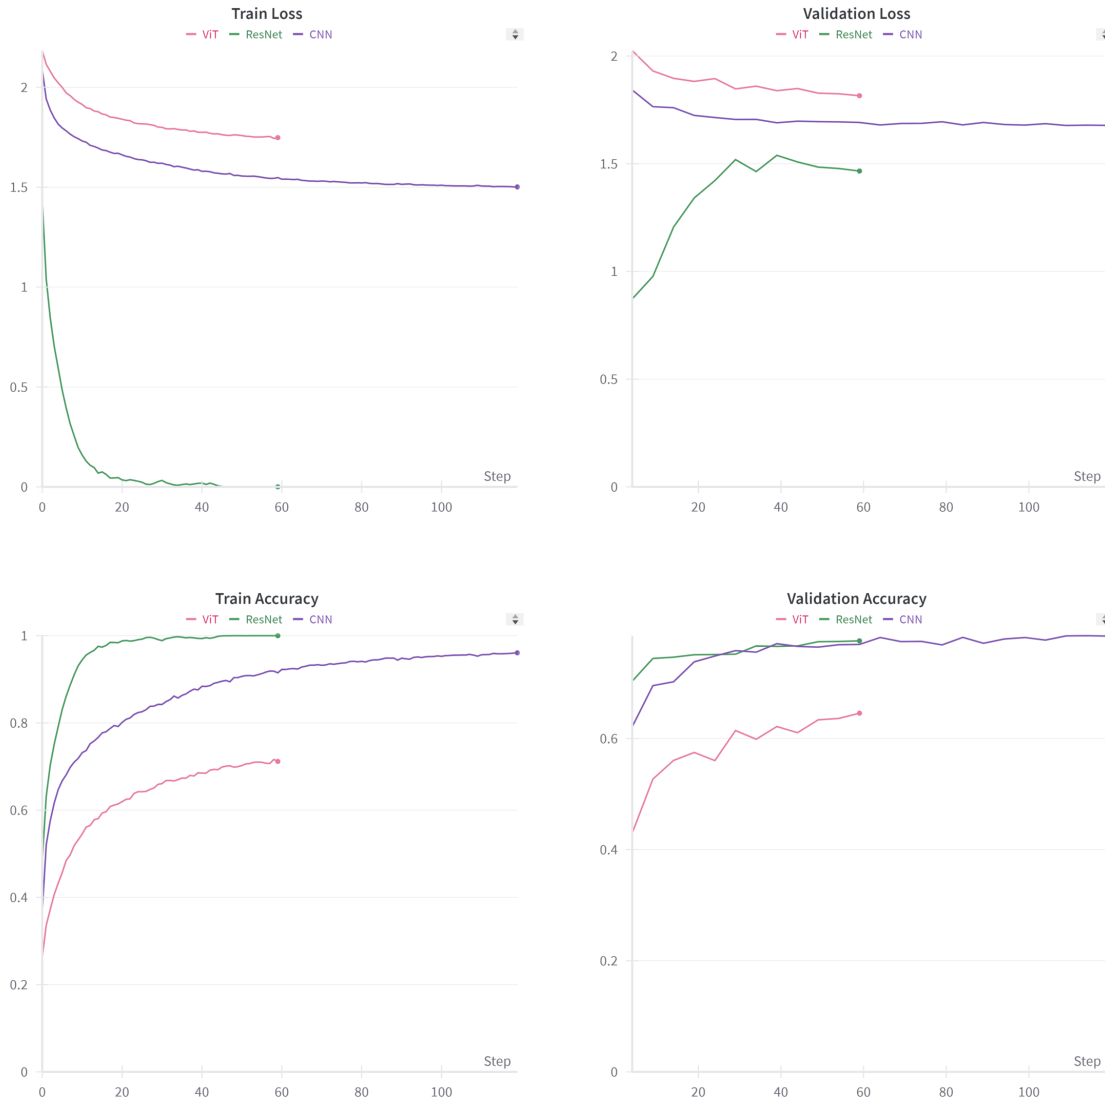 Train Loss
ViT ResNet CNN
2
1.5
1
0.5
0
Step
0 20 40 60 80 100
Validation Loss
ViT ResNet CNN
2
1.5
1
0.5
0
Step
20 40 60 80 100
Train Accuracy
ViT ResNet CNN
1
0.8
0.6
0.4
0.2
0
Step
0 20 40 60 80 100
Validation Accuracy
ViT ResNet CNN
0.6
0.4
0.2
0
Step
20 40 60 80 100